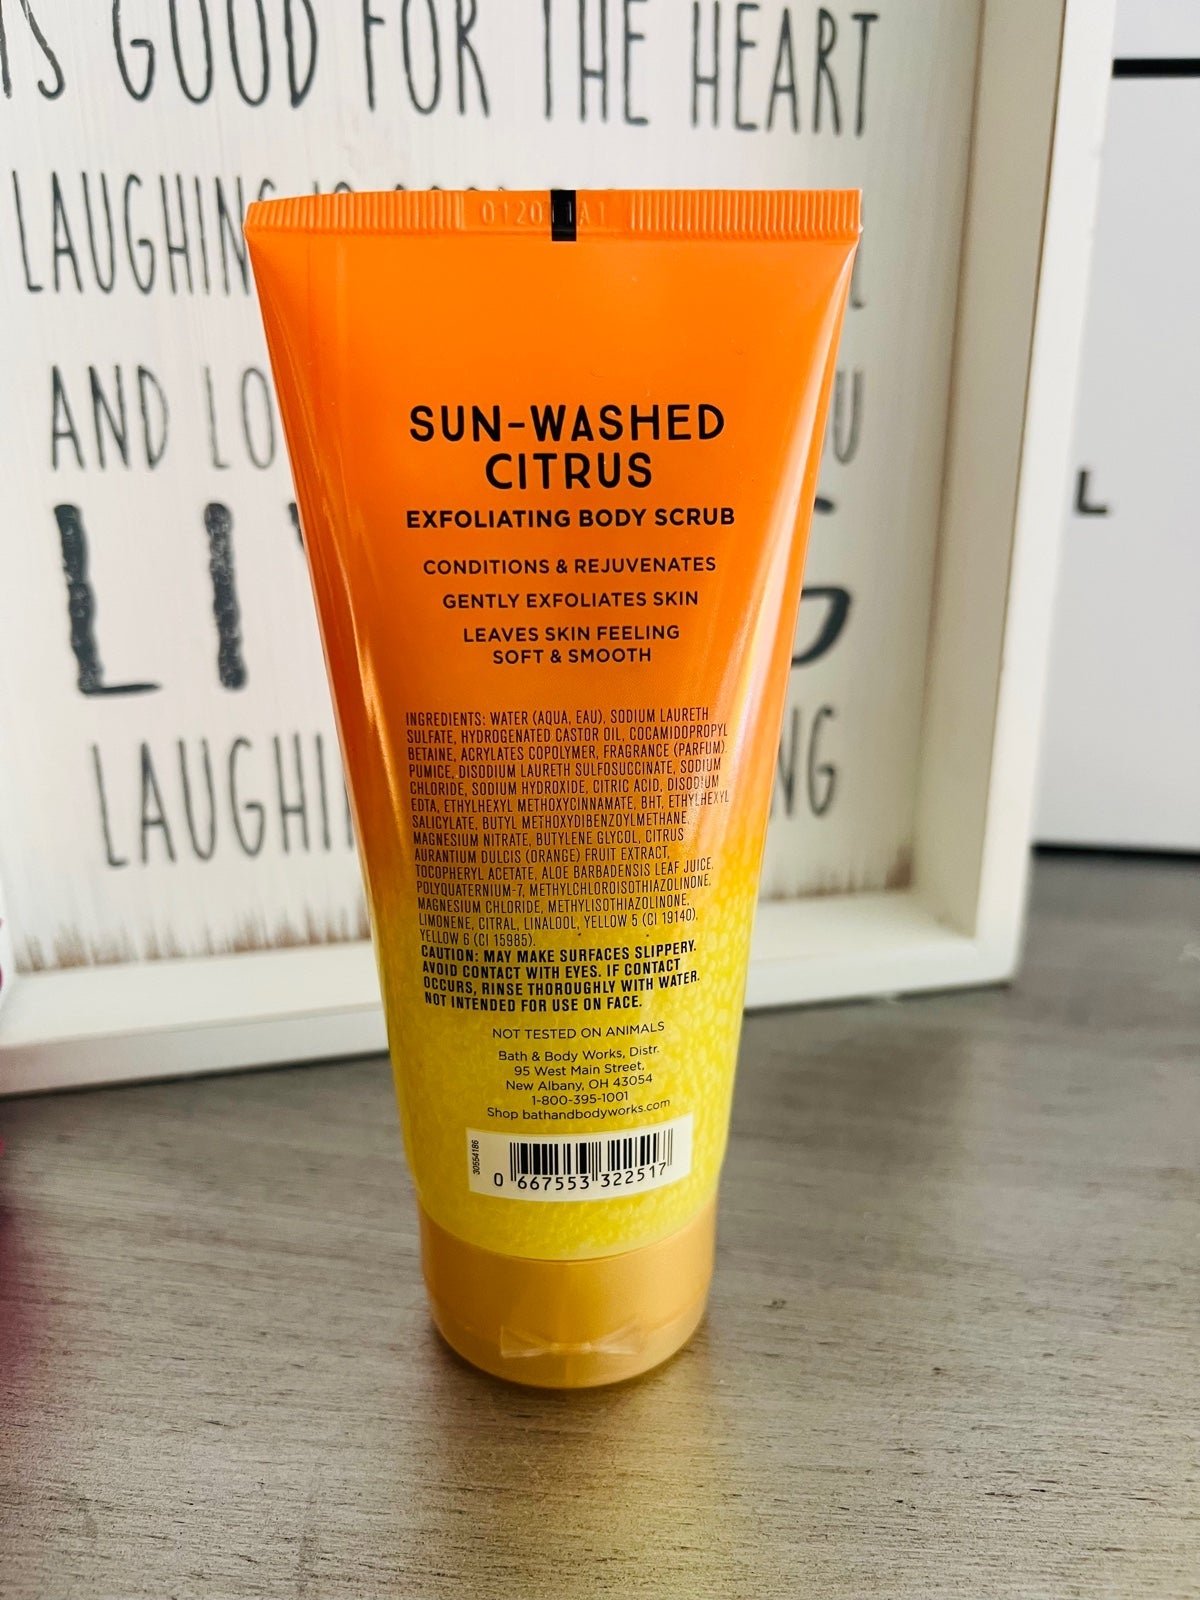 IS GOOD FOR THE HEART
LAUGHING IS
AND LO
U
LI
G
LAUGHI
NG
L
0120
A1
SUN-WASHED
CITRUS
EXFOLIATING BODY SCRUB
CONDITIONS & REJUVENATES
GENTLY EXFOLIATES SKIN
LEAVES SKIN FEELING
SOFT & SMOOTH
INGREDIENTS: WATER (AQUA, EAU), SODIUM LAURETH
SULFATE, HYDROGENATED CASTOR OIL, COCAMIDOPROPYL
BETAINE, ACRYLATES COPOLYMER, FRAGRANCE (PARFUM),
PUMICE, DISODIUM LAURETH SULFOSUCCINATE, SODIUM
CHLORIDE, SODIUM HYDROXIDE, CITRIC ACID, DISODIUM
EDTA, ETHYLHEXYL METHOXYCINNAMATE, BHT, ETHYLHEXYL
SALICYLATE, BUTYL METHOXYDIBENZOYLMETHANE,
MAGNESIUM NITRATE, BUTYLENE GLYCOL, CITRUS
AURANTIUM DULCIS (ORANGE) FRUIT EXTRACT,
TOCOPHERYL ACETATE, ALOE BARBADENSIS LEAF JUICE,
POLYQUATERNIUM-7, METHYLCHLOROISOTHIAZOLINONE,
MAGNESIUM CHLORIDE, METHYLISOTHIAZOLINONE,
LIMONENE, CITRAL, LINALOOL, YELLOW 5 (CI 19140),
YELLOW 6 (CI 15985).
CAUTION: MAY MAKE SURFACES SLIPPERY.
AVOID CONTACT WITH EYES. IF CONTACT
OCCURS, RINSE THOROUGHLY WITH WATER.
NOT INTENDED FOR USE ON FACE.
NOT TESTED ON ANIMALS
Bath & Body Works, Distr.
95 West Main Street,
New Albany, OH 43054
1-800-395-1001
Shop bathandbodyworks.com
30554186
0 667553 322517